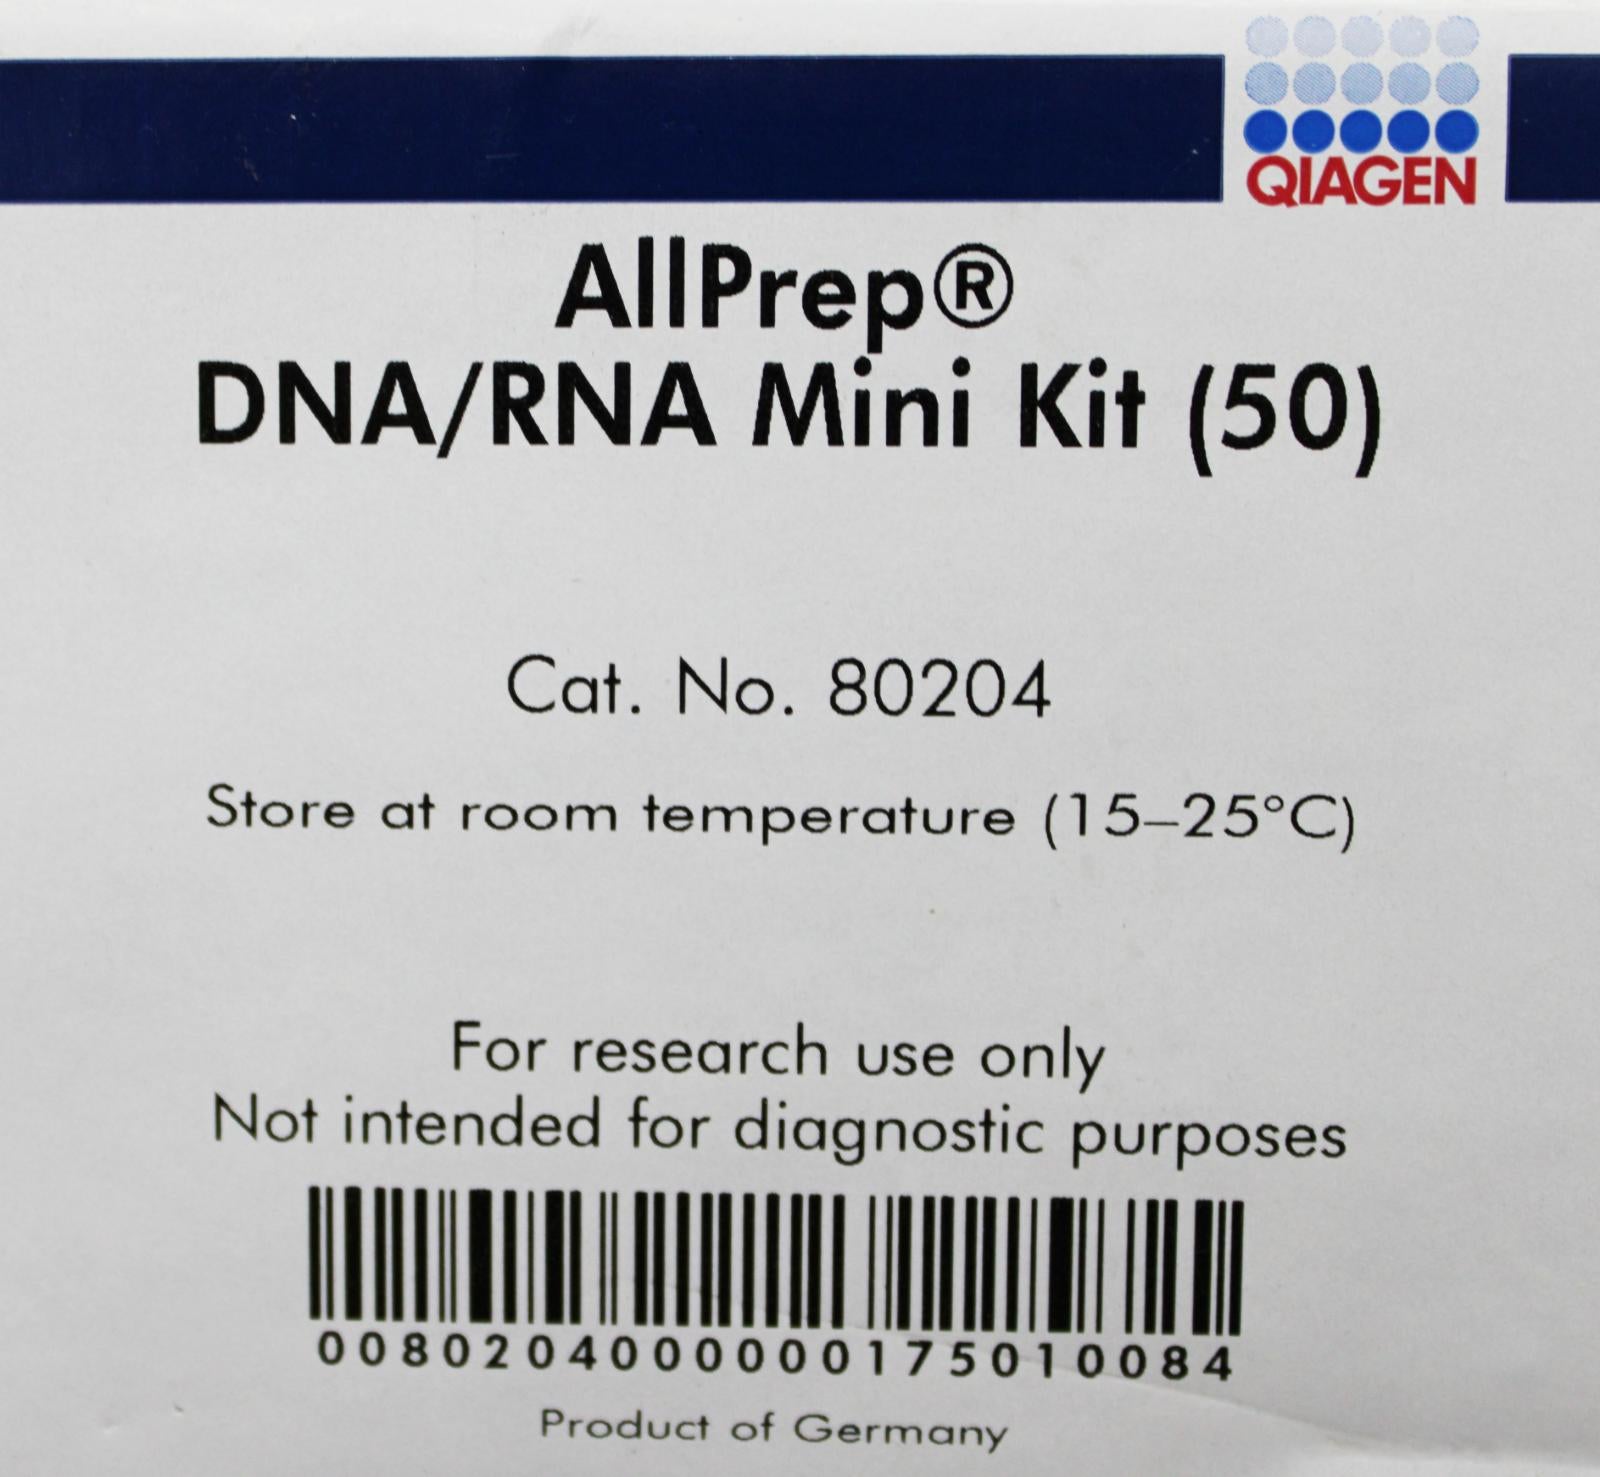 QIAGEN
AllPrep®
DNA/RNA Mini Kit (50)
Cat. No. 80204
Store at room temperature (15–25°C)
For research use only
Not intended for diagnostic purposes
0080204000000175010084
Product of Germany